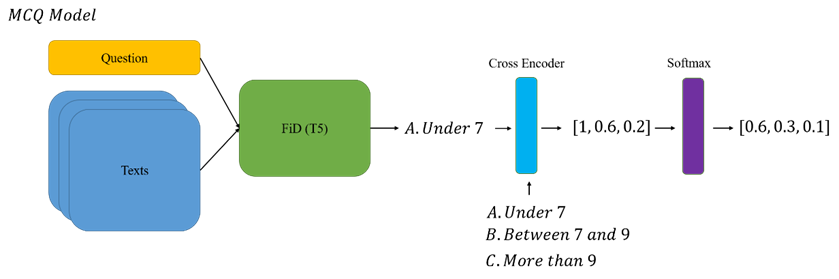 MCQ Model
Question
Texts
FiD (T5)
A. Under 7
Cross Encoder
[1, 0.6, 0.2]
Softmax
[0.6, 0.3, 0.1]
A. Under 7
B. Between 7 and 9
C. More than 9